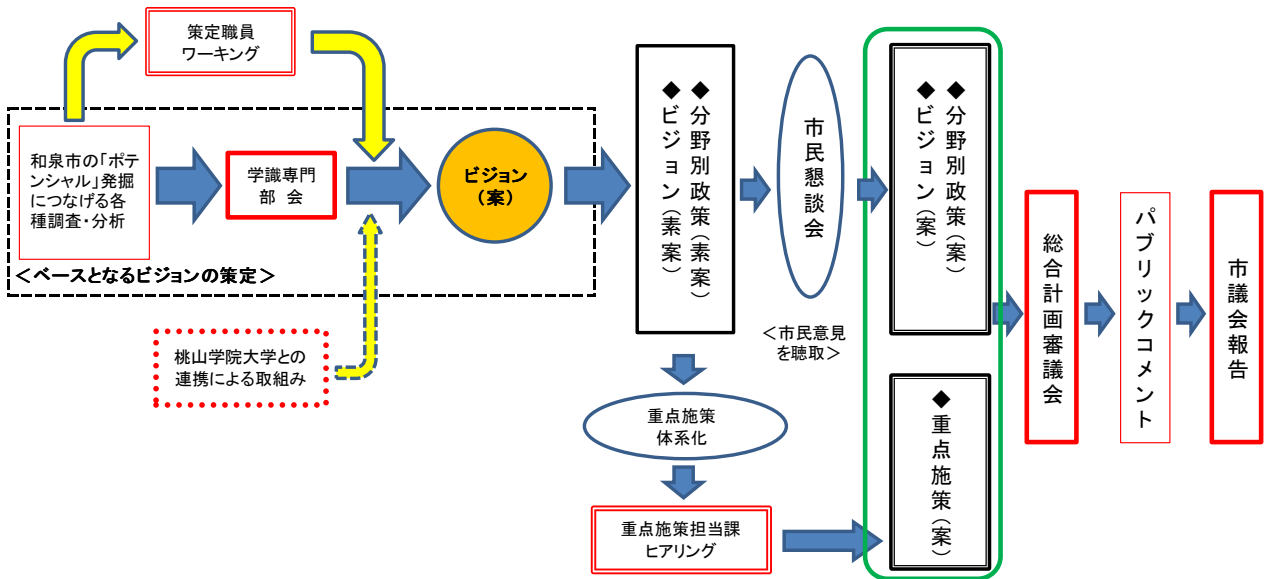 策定職員
ワーキング
和泉市の「ポテ
ンシャル」発掘
につなげる各
種調査・分析
学識専門
部 会
ビジョン
（案）
＜ベースとなるビジョンの策定＞
桃山学院大学との
連携による取組み
◆分野別政策（素案）
◆ビジョン（素案）
市民懇談会
＜市民意見
を聴取＞
重点施策
体系化
重点施策担当課
ヒアリング
◆分野別政策（案）
◆ビジョン（案）
◆重点施策（案）
総合計画審議会
パブリックコメント
市議会報告